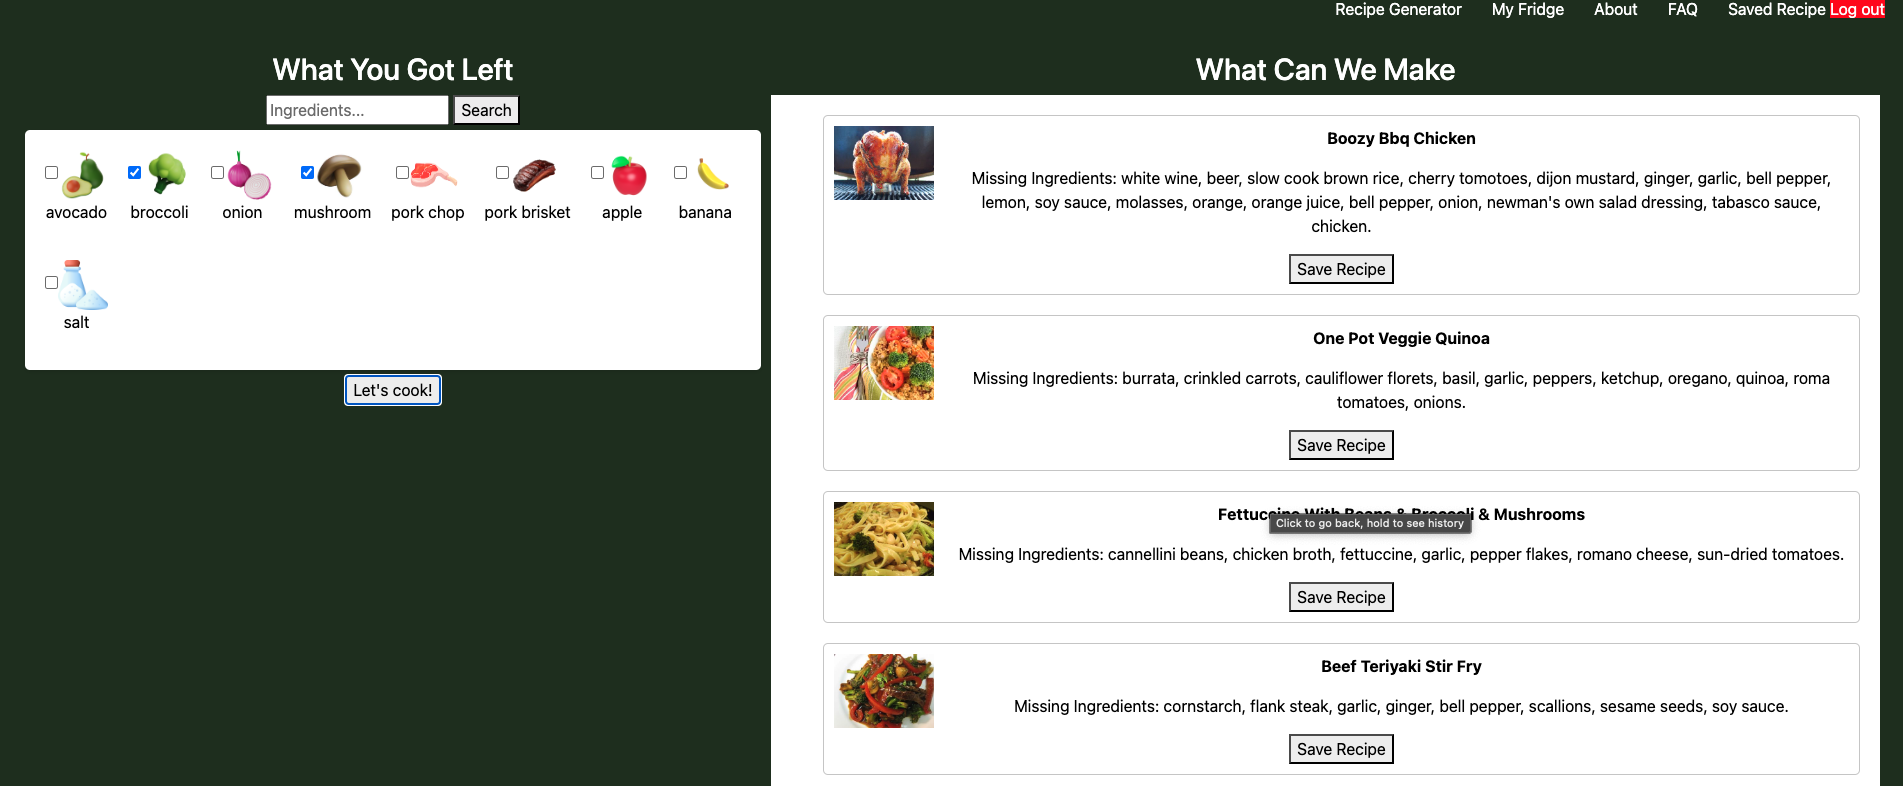 Recipe Generator My Fridge About FAQ Saved Recipe Log out
What You Got Left
Ingredients...
Search
avocado
broccoli
onion
mushroom
pork chop
pork brisket
apple
banana
salt
Let's cook!
What Can We Make
Boozy Bbq Chicken
Missing Ingredients: white wine, beer, slow cook brown rice, cherry tomotoes, dijon mustard, ginger, garlic, bell pepper,
lemon, soy sauce, molasses, orange, orange juice, bell pepper, onion, newman's own salad dressing, tabasco sauce,
chicken.
Save Recipe
One Pot Veggie Quinoa
Missing Ingredients: burrata, crinkled carrots, cauliflower florets, basil, garlic, peppers, ketchup, oregano, quinoa, roma
tomatoes, onions.
Save Recipe
Fettuccine With Beans & Broccoli & Mushrooms
Click to go back, hold to see history
Missing Ingredients: cannellini beans, chicken broth, fettuccine, garlic, pepper flakes, romano cheese, sun-dried tomatoes.
Save Recipe
Beef Teriyaki Stir Fry
Missing Ingredients: cornstarch, flank steak, garlic, ginger, bell pepper, scallions, sesame seeds, soy sauce.
Save Recipe